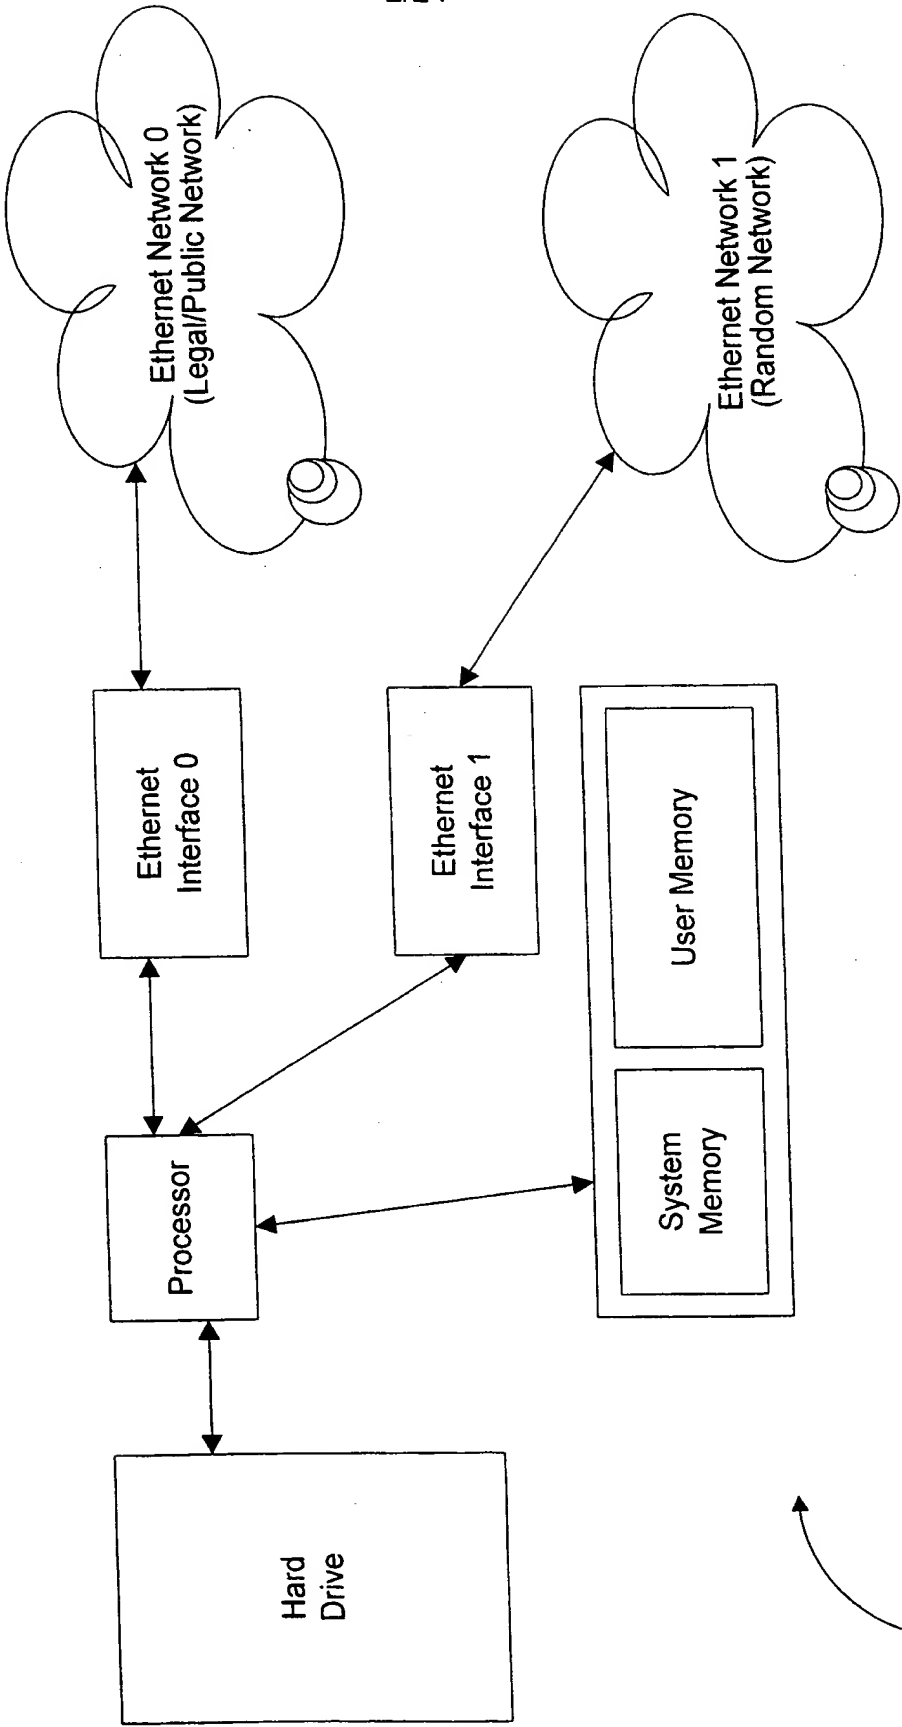 Hard
Drive
Processor
Ethernet
Interface 0
Ethernet
Interface 1
System
Memory
User Memory
Ethernet Network 0
(Legal/Public Network)
Ethernet Network 1
(Random Network)